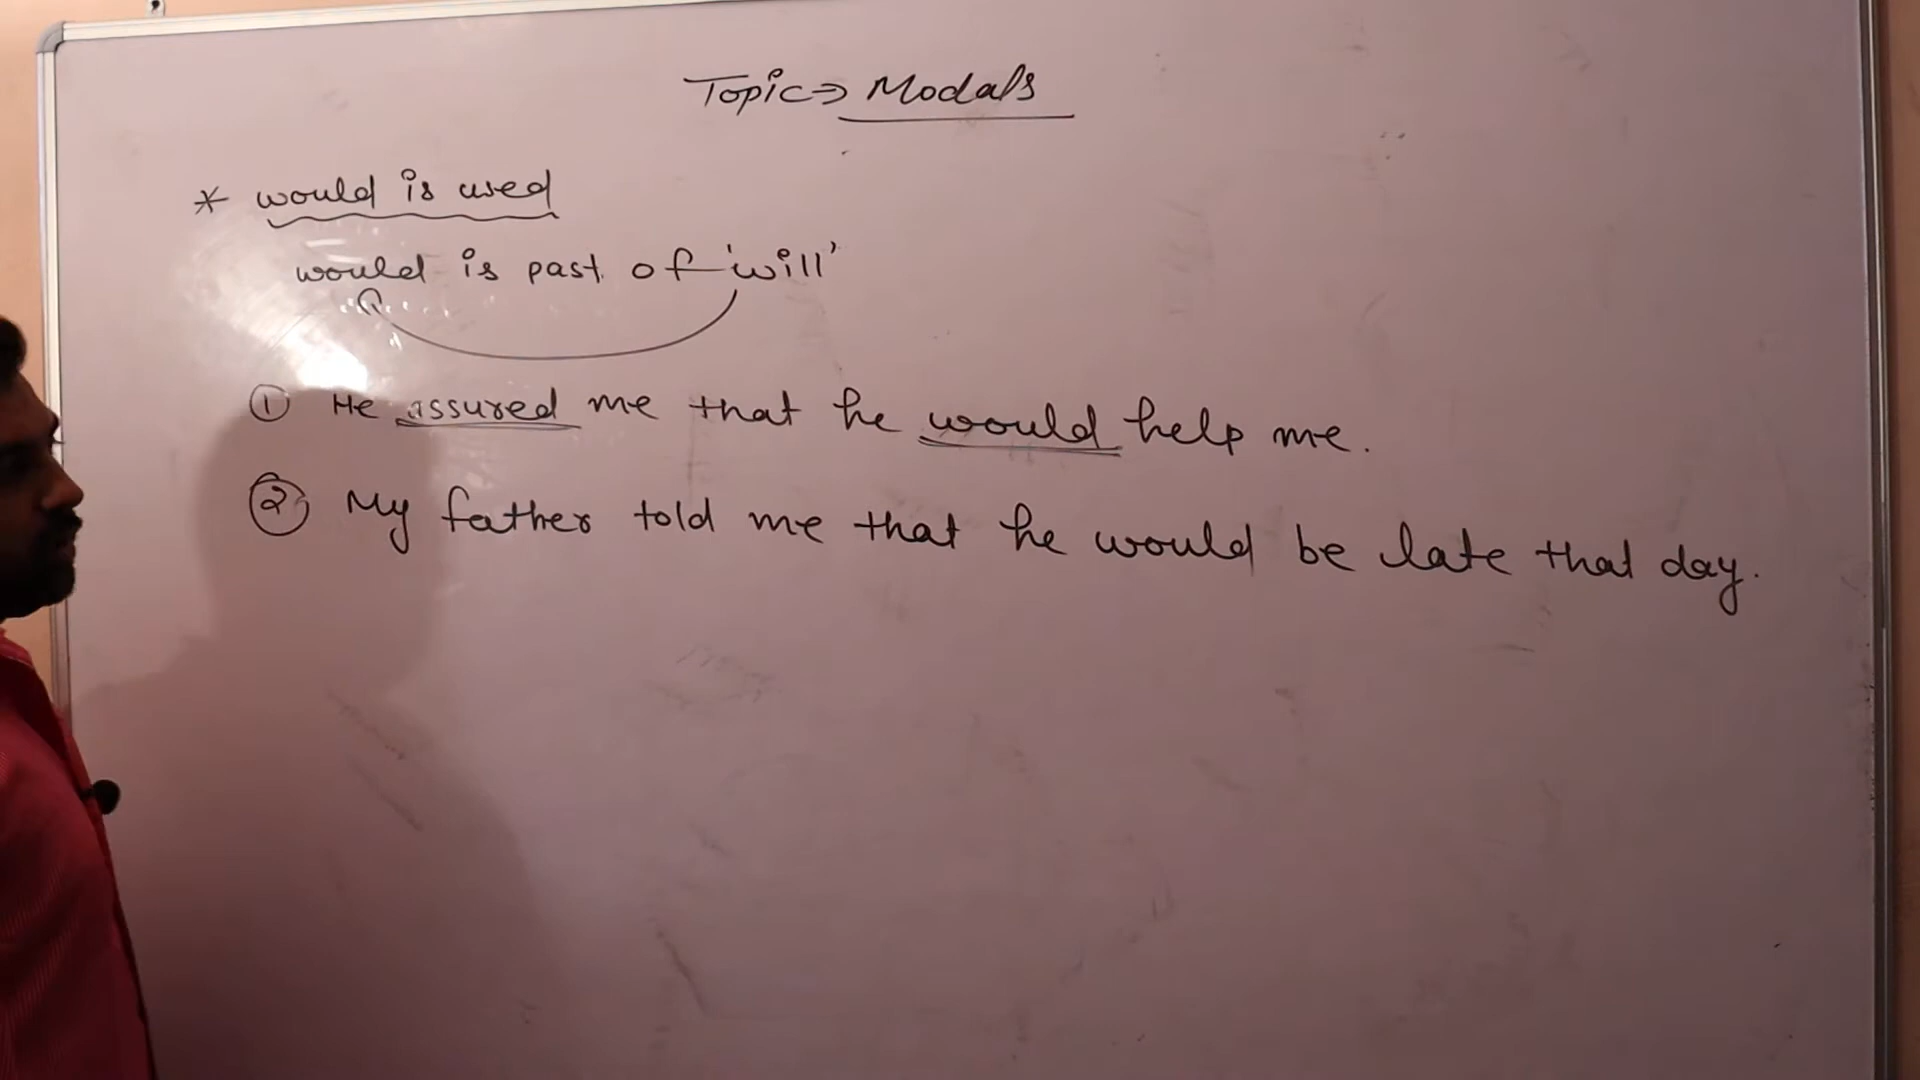 Topic ⇒ Modals
* would is used
would is past of 'will'
① He assured me that he would help me.
② My father told me that he would be late that day.